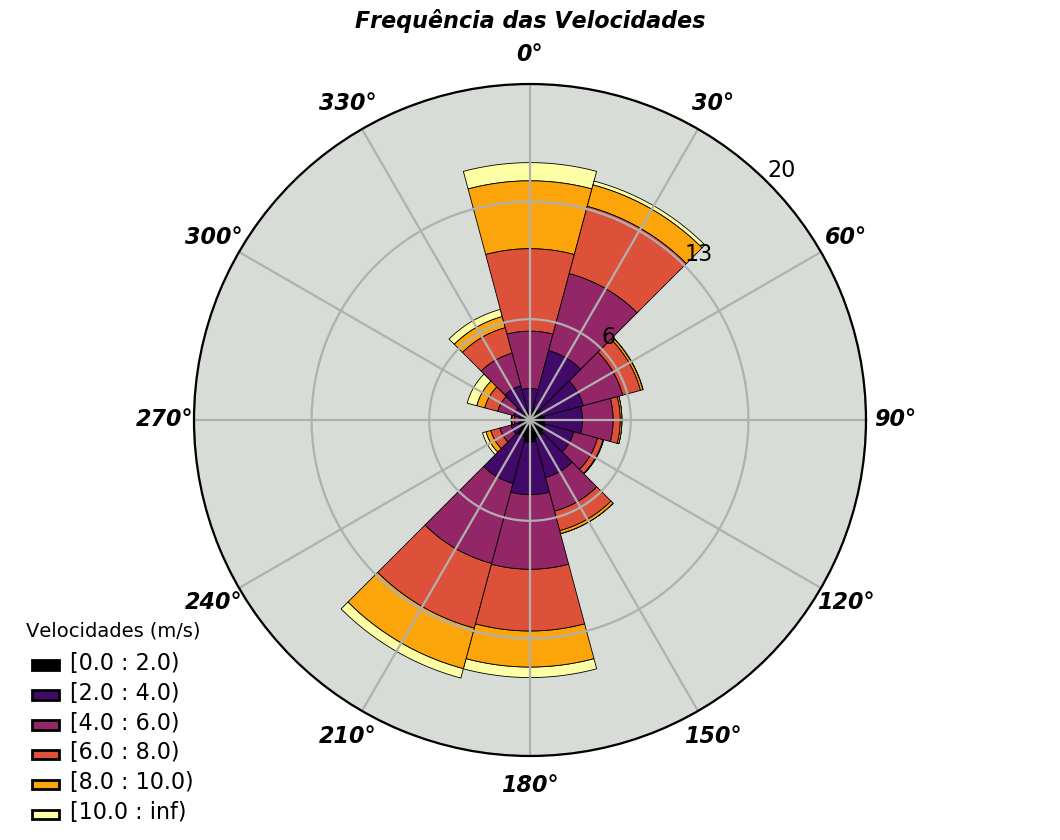 Frequência das Velocidades
0°
330°
30°
20
300°
60°
13
6
270°
90°
240°
120°
210°
150°
180°
Velocidades (m/s)
[0.0 : 2.0)
[2.0 : 4.0)
[4.0 : 6.0)
[6.0 : 8.0)
[8.0 : 10.0)
[10.0 : inf)